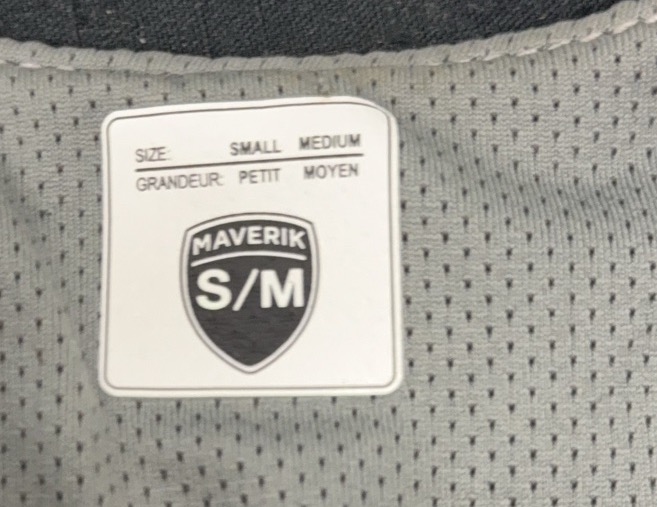 SIZE: SMALL MEDIUM
GRANDEUR: PETIT MOYEN
MAVERIK
S/M